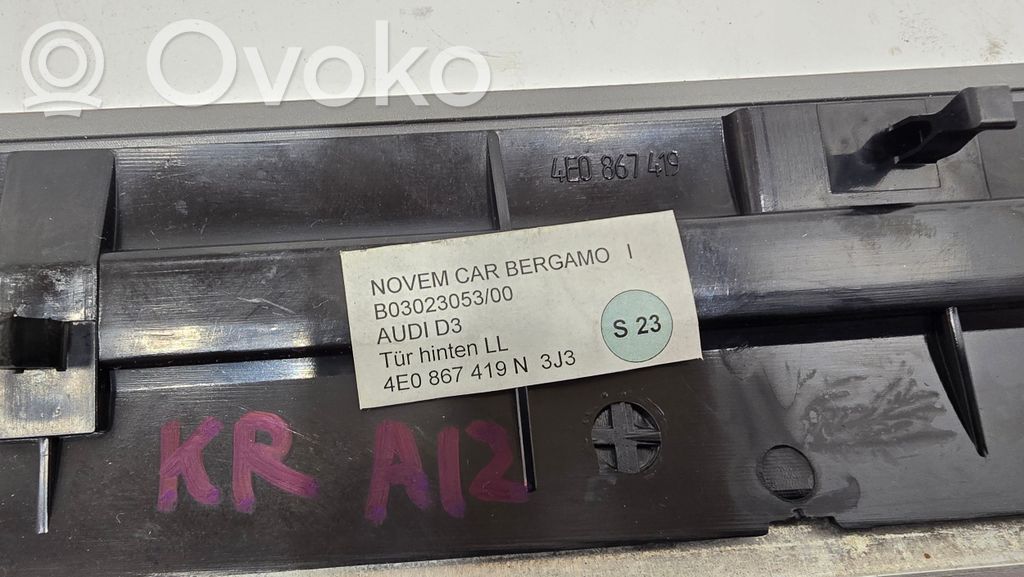 Ovoko
4E0 867 419
NOVEM CAR BERGAMO I
B03023053/00
AUDI D3
Tür hinten LL
4E0 867 419 N 3J3
S 23
KR A12